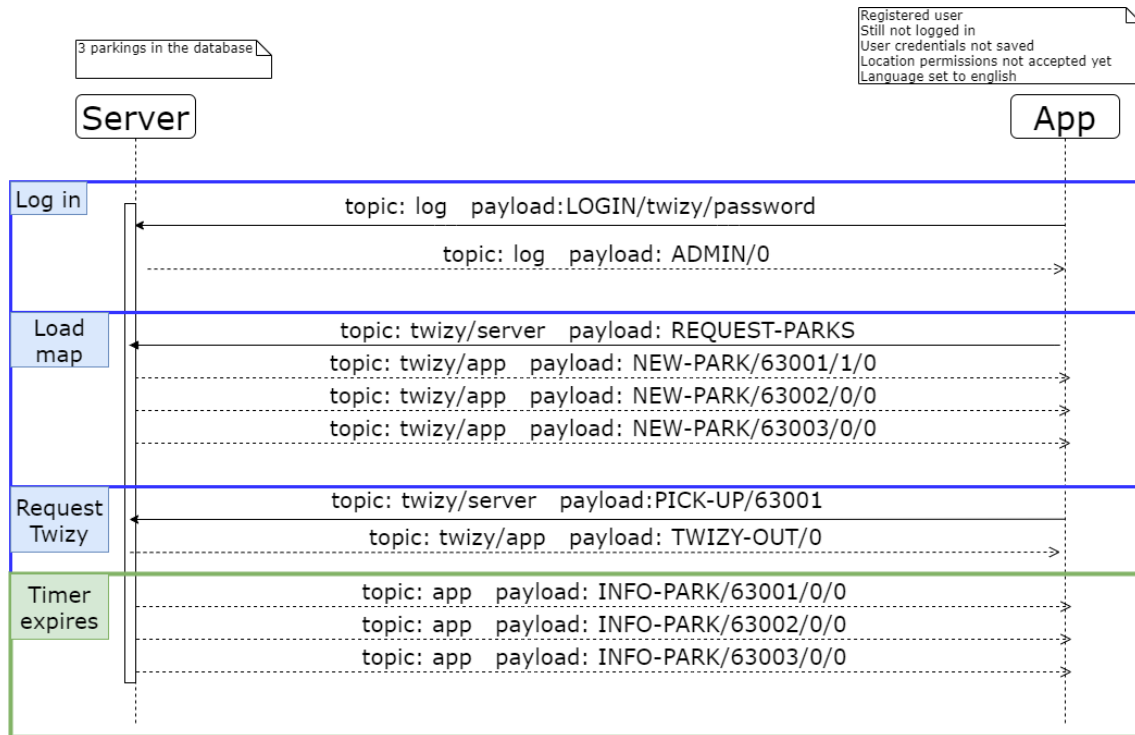 3 parkings in the database
Registered user
Still not logged in
User credentials not saved
Location permissions not accepted yet
Language set to english
Server
App
Log in
topic: log payload:LOGIN/twizy/password
topic: log payload: ADMIN/0
Load
map
topic: twizy/server payload: REQUEST-PARKS
topic: twizy/app payload: NEW-PARK/63001/1/0
topic: twizy/app payload: NEW-PARK/63002/0/0
topic: twizy/app payload: NEW-PARK/63003/0/0
Request
Twizy
topic: twizy/server payload:PICK-UP/63001
topic: twizy/app payload: TWIZY-OUT/0
Timer
expires
topic: app payload: INFO-PARK/63001/0/0
topic: app payload: INFO-PARK/63002/0/0
topic: app payload: INFO-PARK/63003/0/0